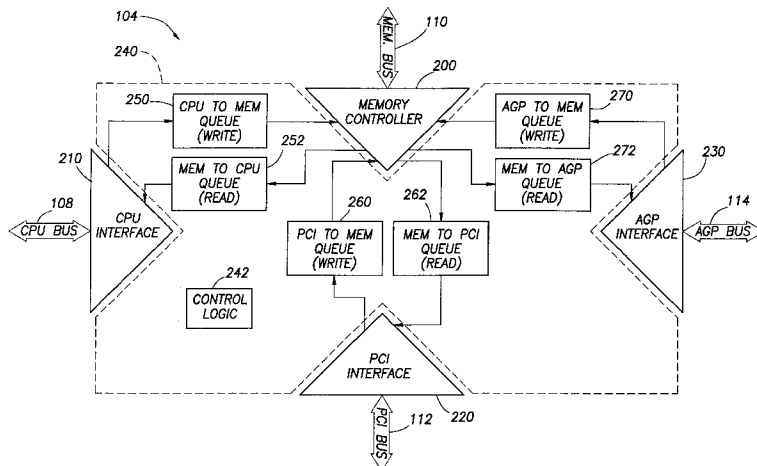 104
240
MEM. BUS
110
200
250
CPU TO MEM
QUEUE
(WRITE)
MEMORY
CONTROLLER
AGP TO MEM
QUEUE
(WRITE)
270
210
MEM TO CPU
QUEUE
(READ)
252
MEM TO AGP
QUEUE
(READ)
272
230
108
CPU BUS
CPU
INTERFACE
260
262
PCI TO MEM
QUEUE
(WRITE)
MEM TO PCI
QUEUE
(READ)
AGP
INTERFACE
114
AGP BUS
242
CONTROL
LOGIC
PCI
INTERFACE
PCI BUS
112
220